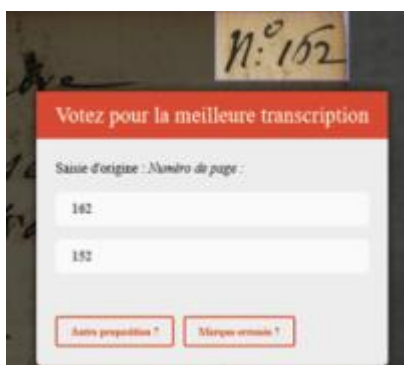 N:º 162
Votez pour la meilleure transcription
Saisie d'origine : Numéro de page :
162
152
Autre proposition ? Marque erronée ?